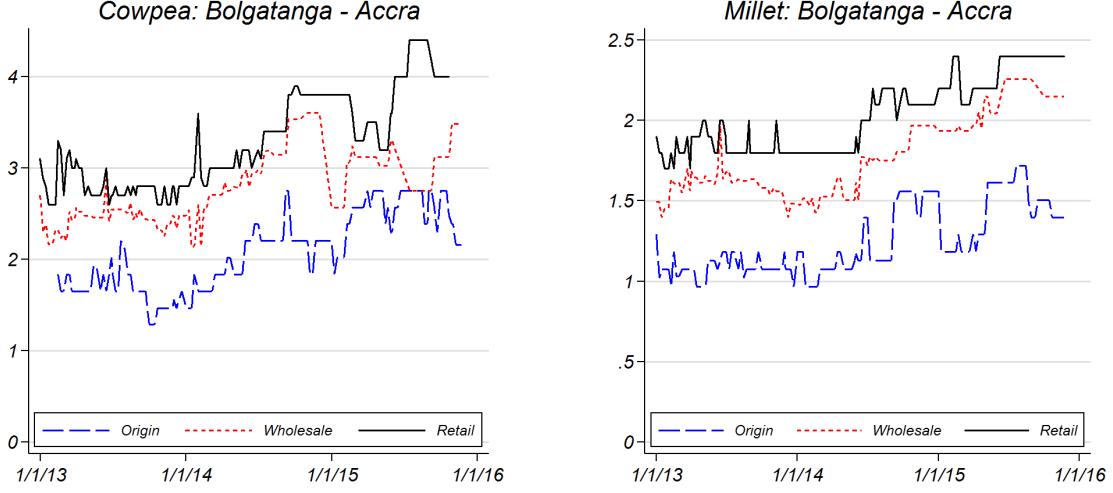 Cowpea: Bolgatanga - Accra
4
3
2
1
0
Origin Wholesale Retail
1/1/13 1/1/14 1/1/15 1/1/16
Millet: Bolgatanga - Accra
2.5
2
1.5
1
.5
0
Origin Wholesale Retail
1/1/13 1/1/14 1/1/15 1/1/16